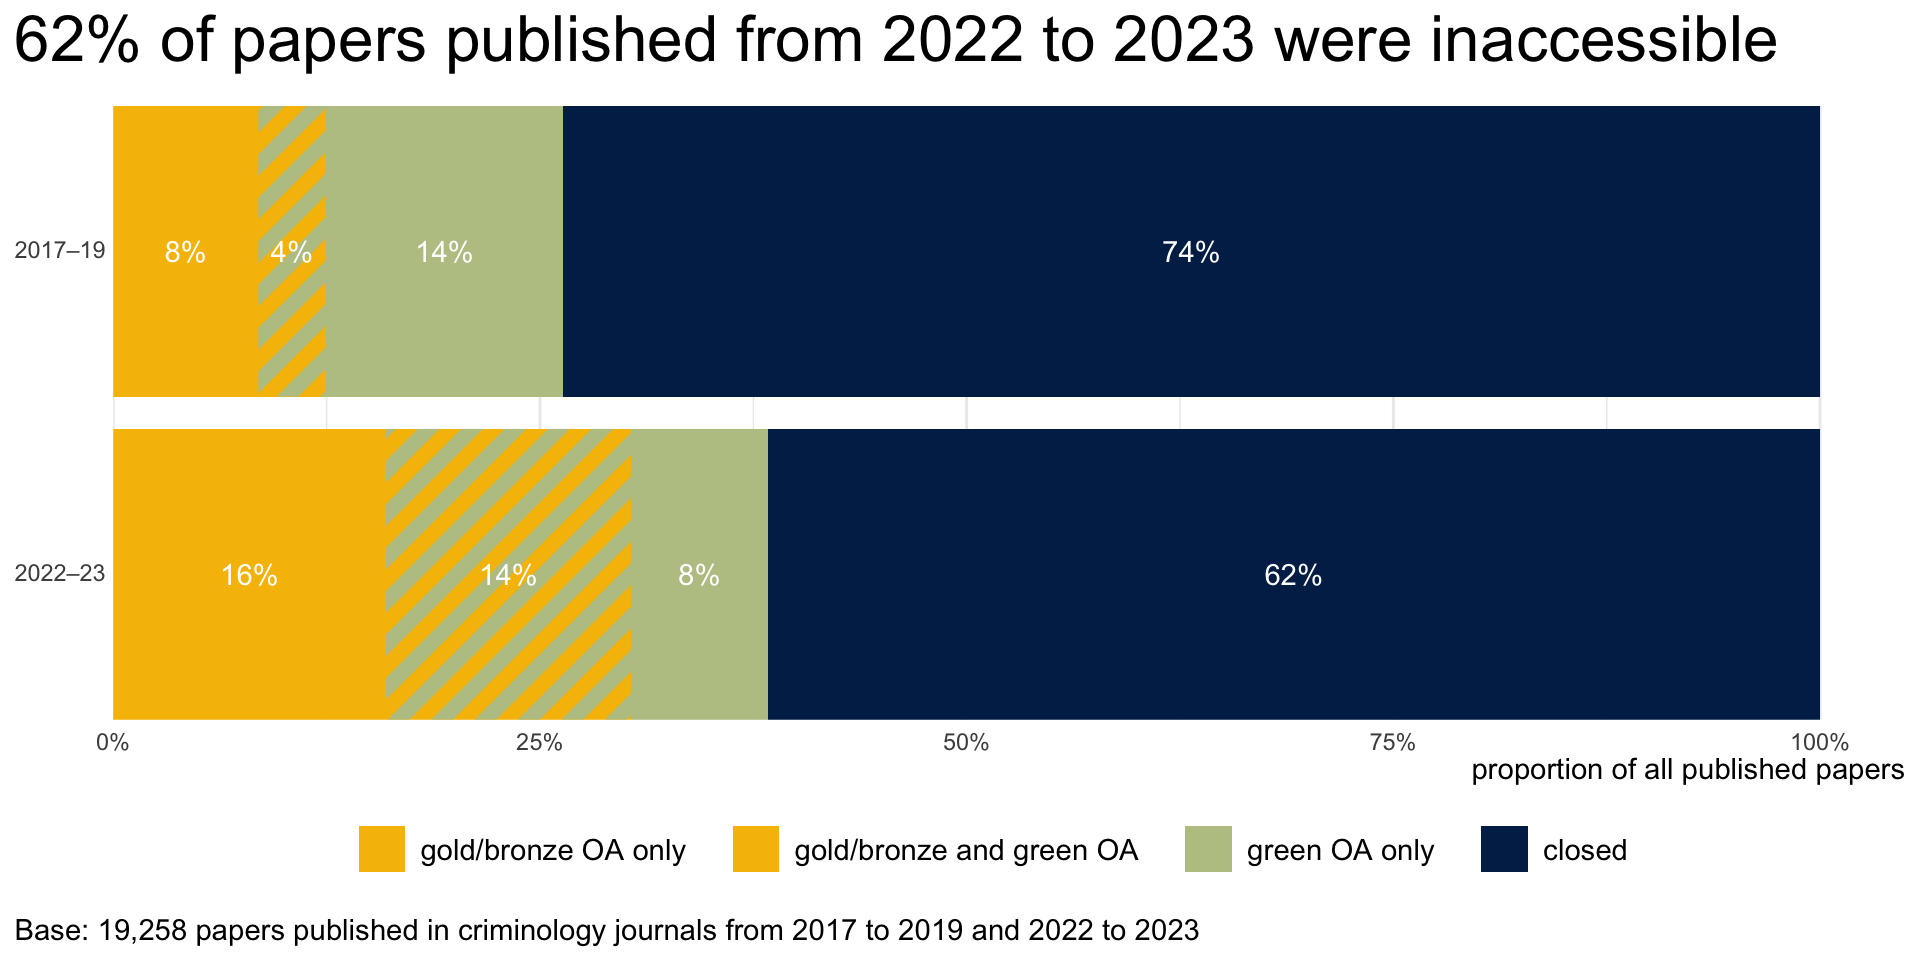 62% of papers published from 2022 to 2023 were inaccessible
2017–19 8% 4% 14% 74%
2022–23 16% 14% 8% 62%
0% 25% 50% 75% 100%
proportion of all published papers
gold/bronze OA only gold/bronze and green OA green OA only closed
Base: 19,258 papers published in criminology journals from 2017 to 2019 and 2022 to 2023